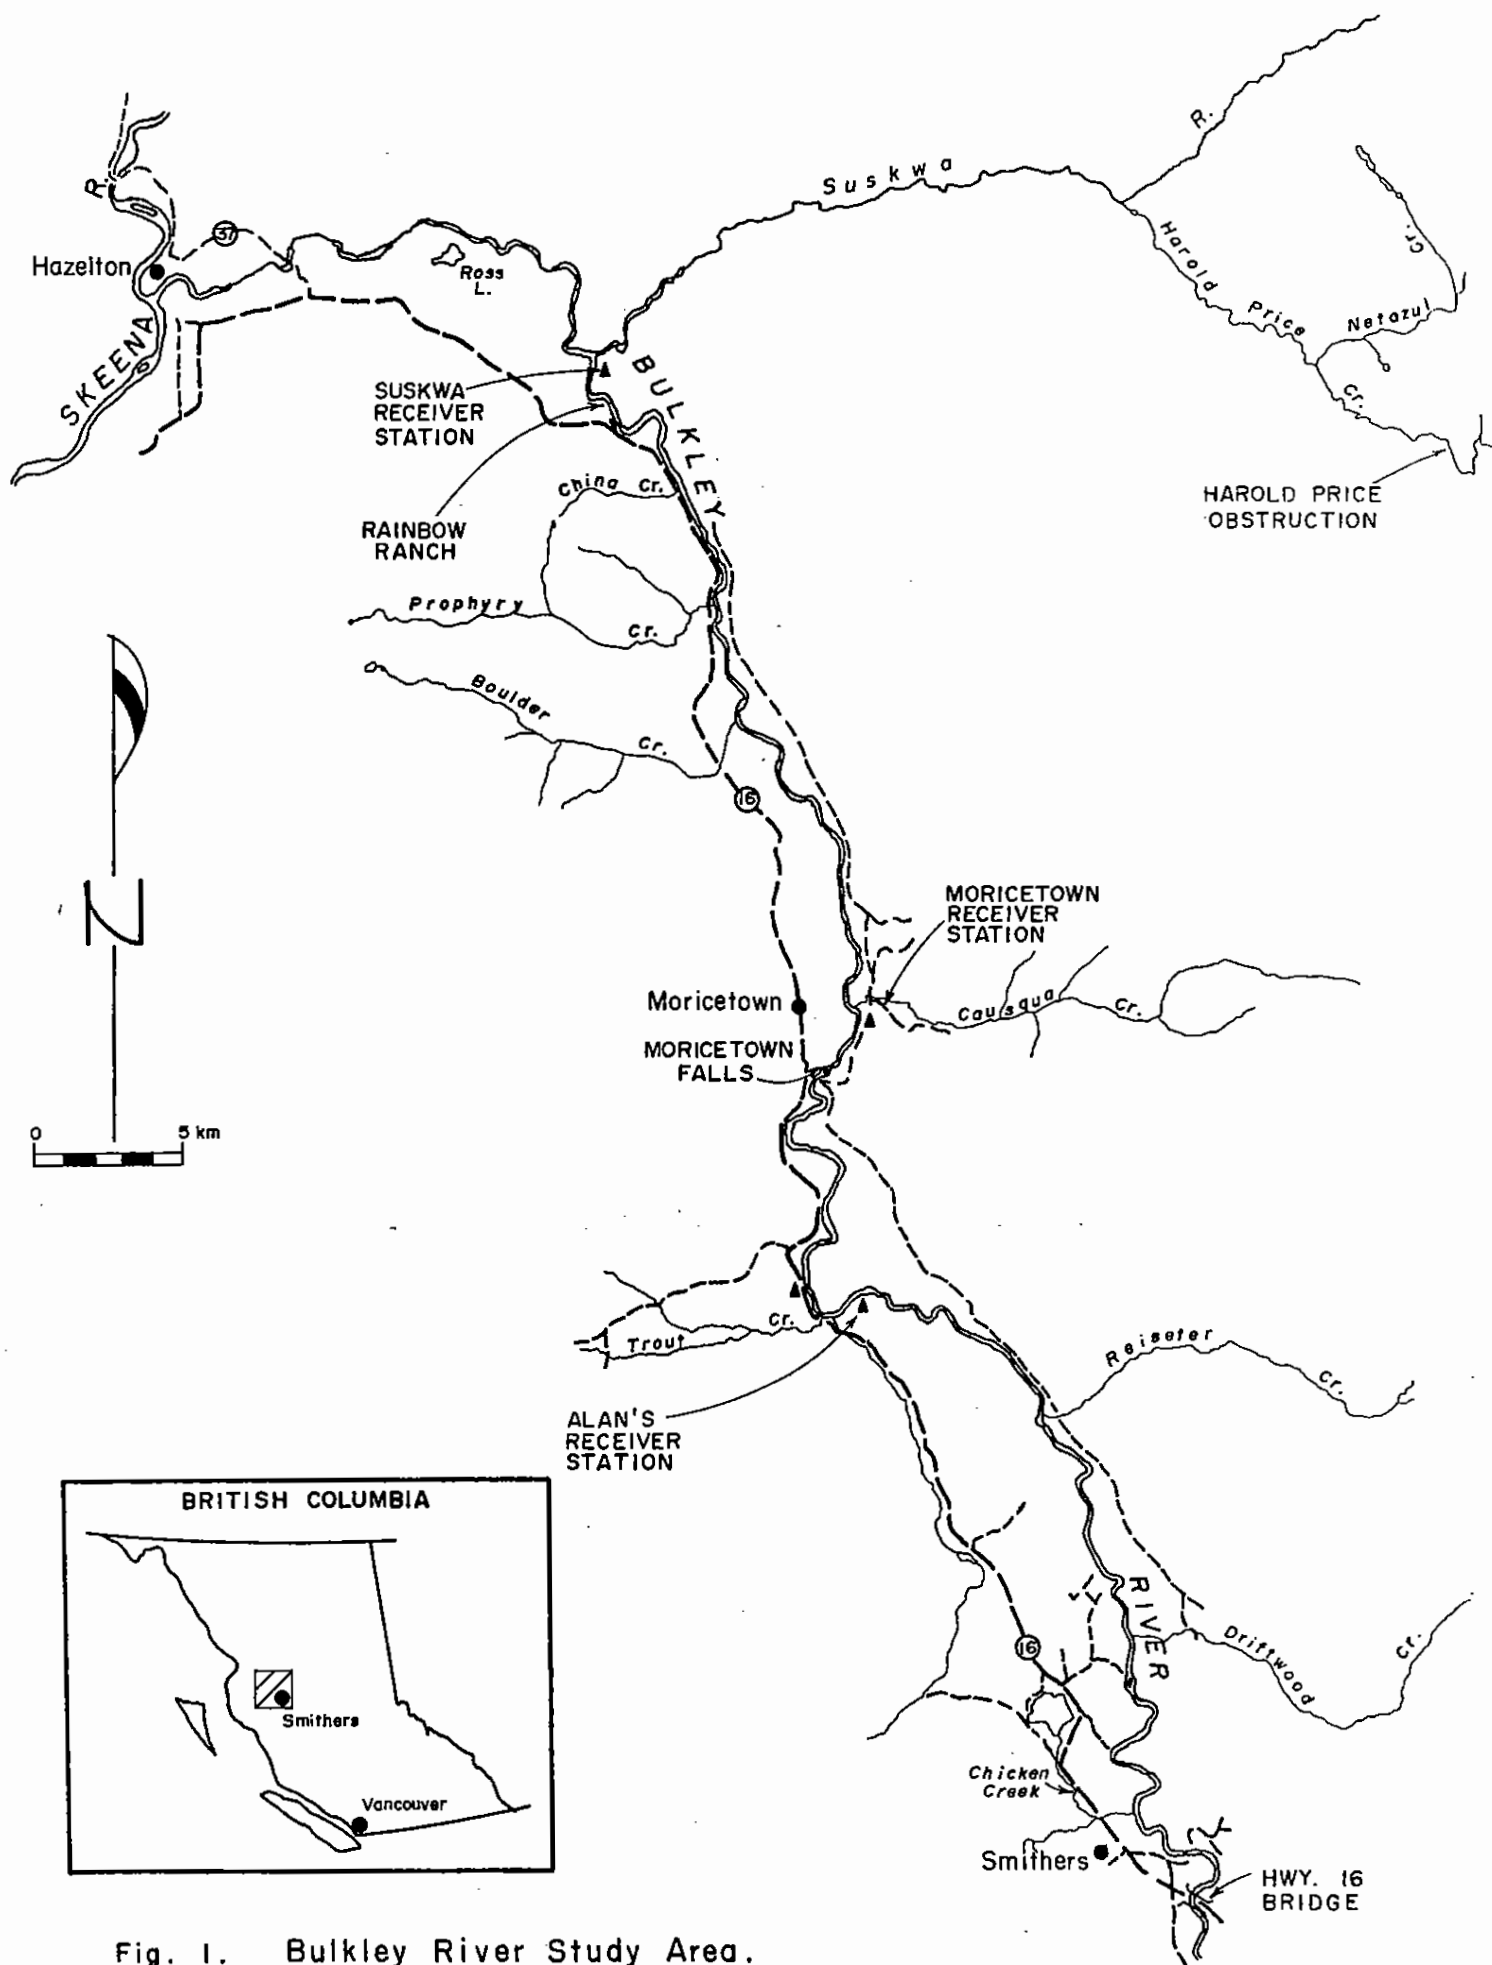 Suskwa R.
R.
37
Hazelton
Ross
L.
SKEENA
Harold Price Cr.
Netazul Cr.
BULKLEY
SUSKWA
RECEIVER
STATION
HAROLD PRICE
OBSTRUCTION
China Cr.
RAINBOW
RANCH
Prophyry Cr.
Boulder Cr.
16
N
MORICETOWN
RECEIVER
STATION
Moricetown
Causqua Cr.
MORICETOWN
FALLS
0 5 km
Trout Cr.
Reiseter Cr.
ALAN'S
RECEIVER
STATION
BRITISH COLUMBIA
Smithers
Vancouver
RIVER
16
Driftwood Cr.
Chicken
Creek
Smithers
HWY. 16
BRIDGE
Fig. 1. Bulkley River Study Area.